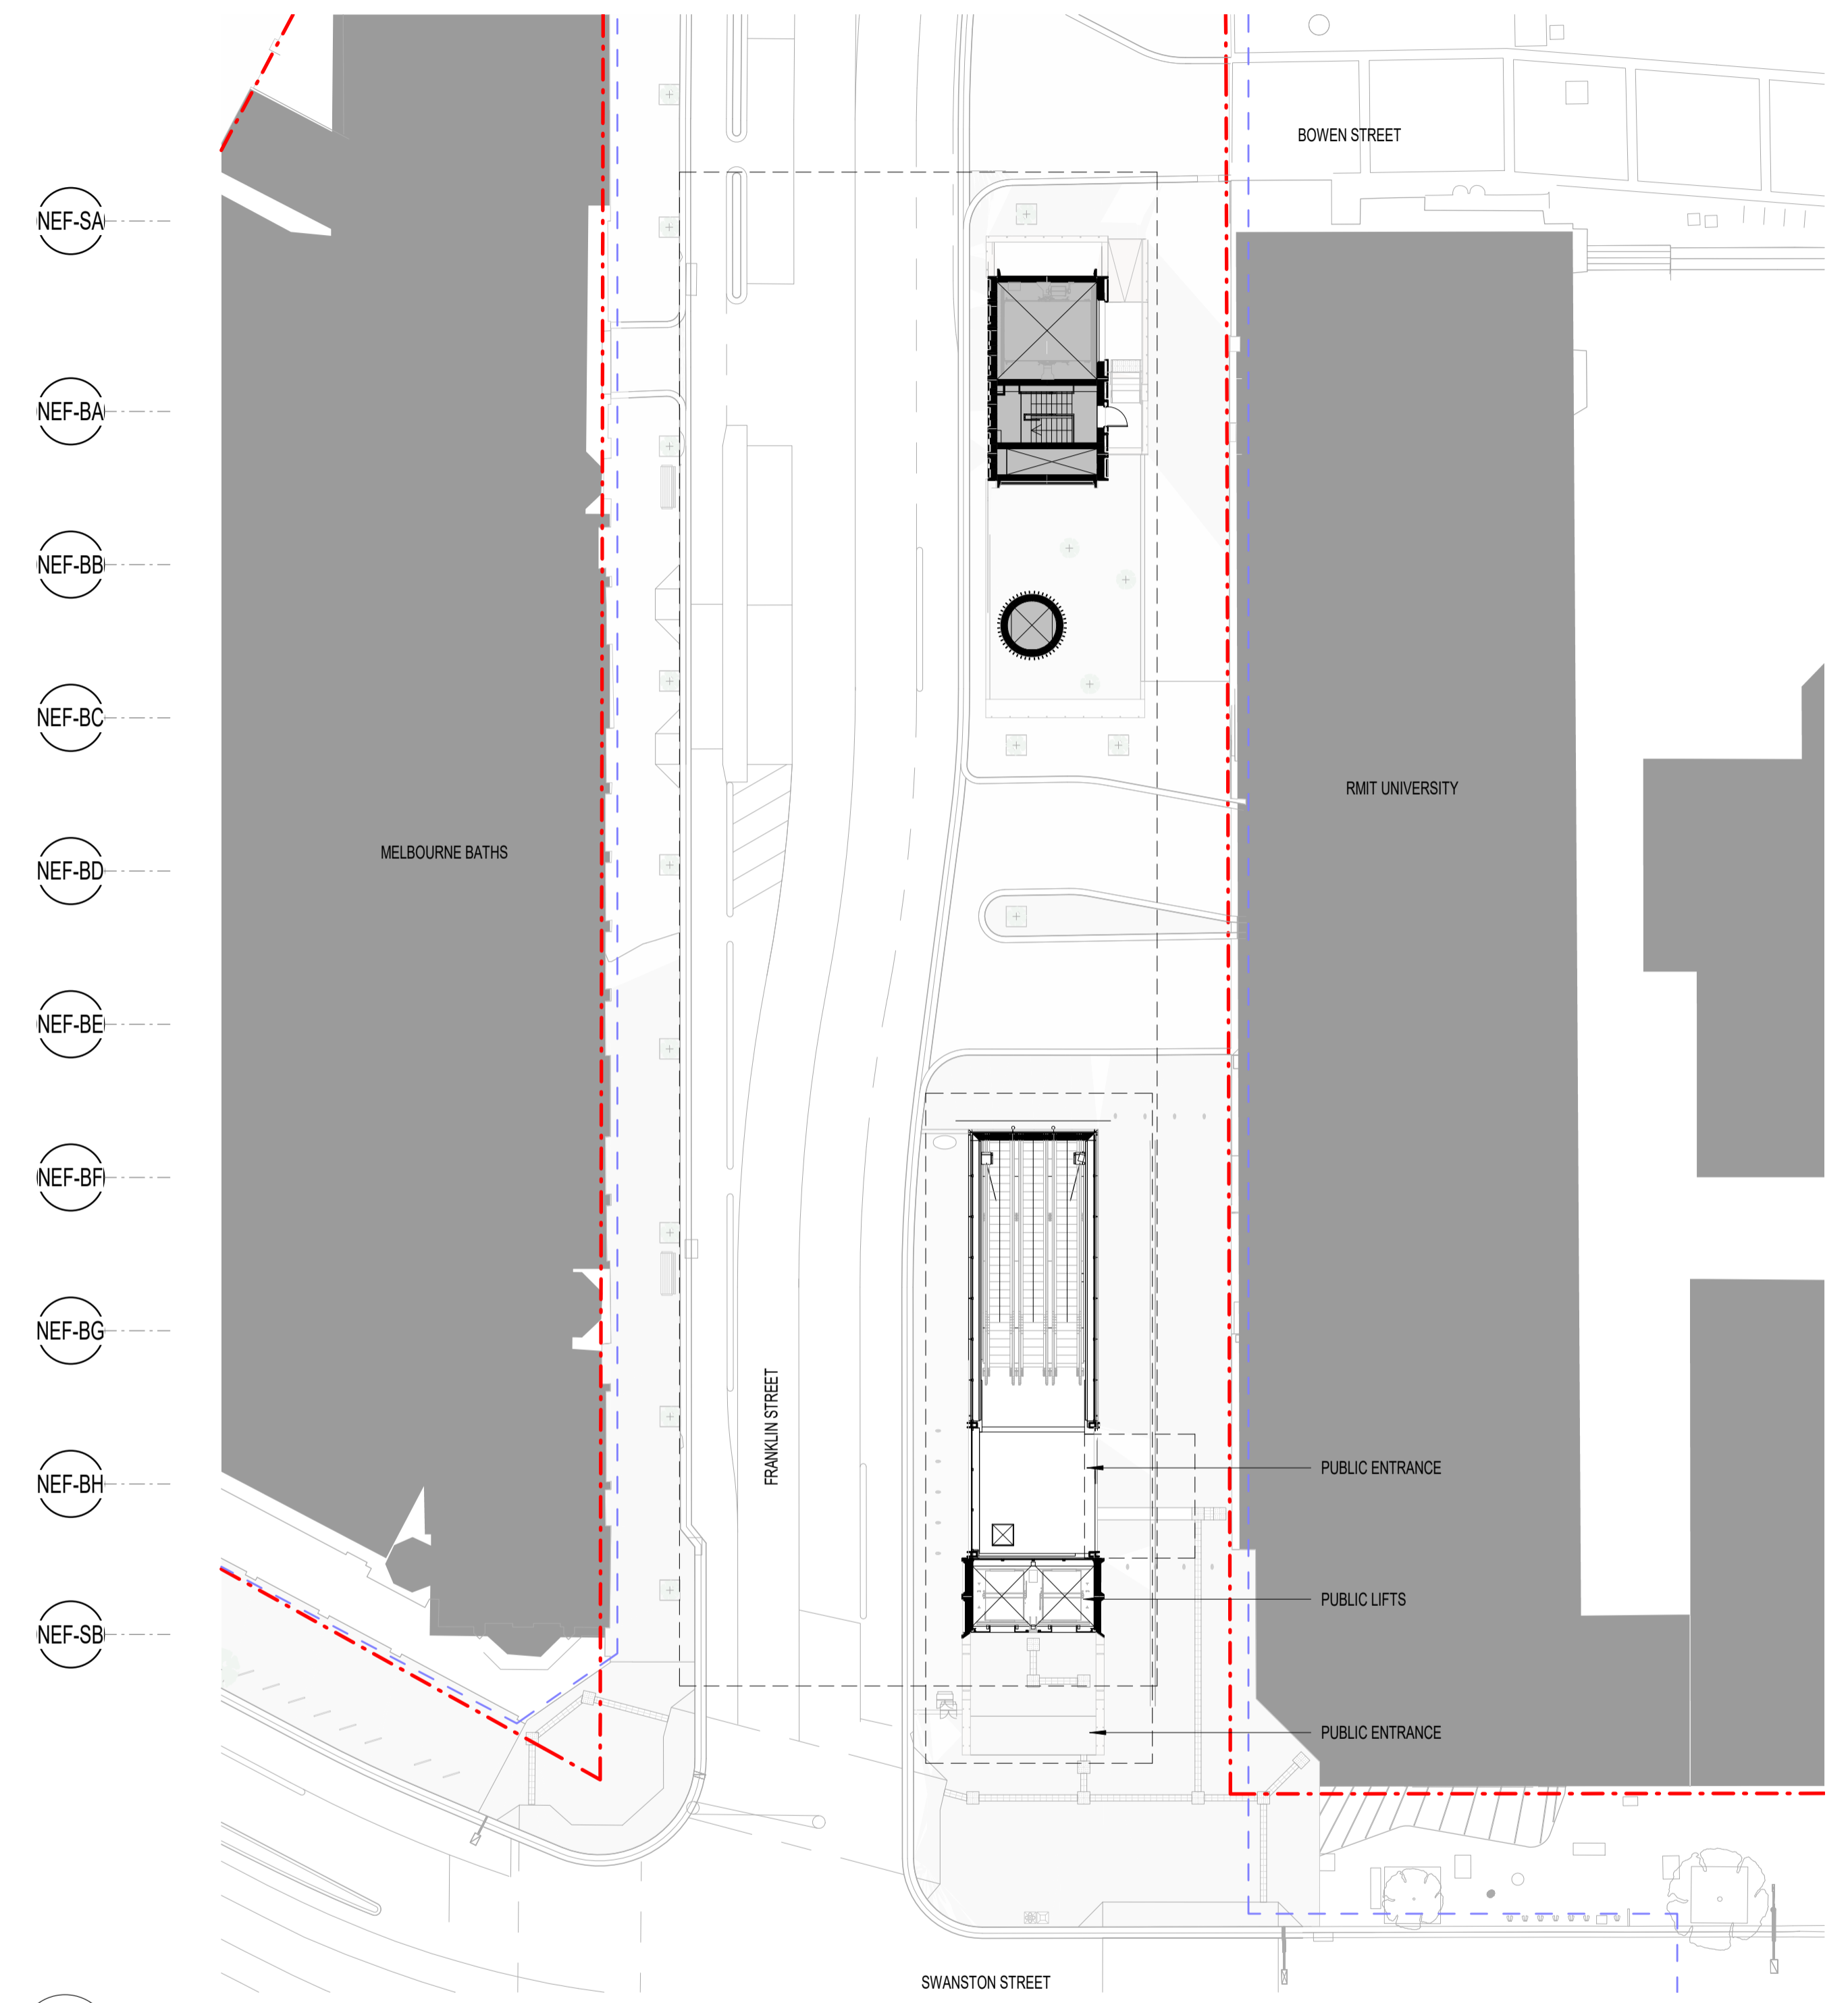 BOWEN STREET
NEF-SA
NEF-BA
NEF-BB
NEF-BC
RMIT UNIVERSITY
MELBOURNE BATHS
NEF-BD
NEF-BE
NEF-BF
NEF-BG
FRANKLIN STREET
PUBLIC ENTRANCE
NEF-BH
PUBLIC LIFTS
NEF-SB
PUBLIC ENTRANCE
SWANSTON STREET